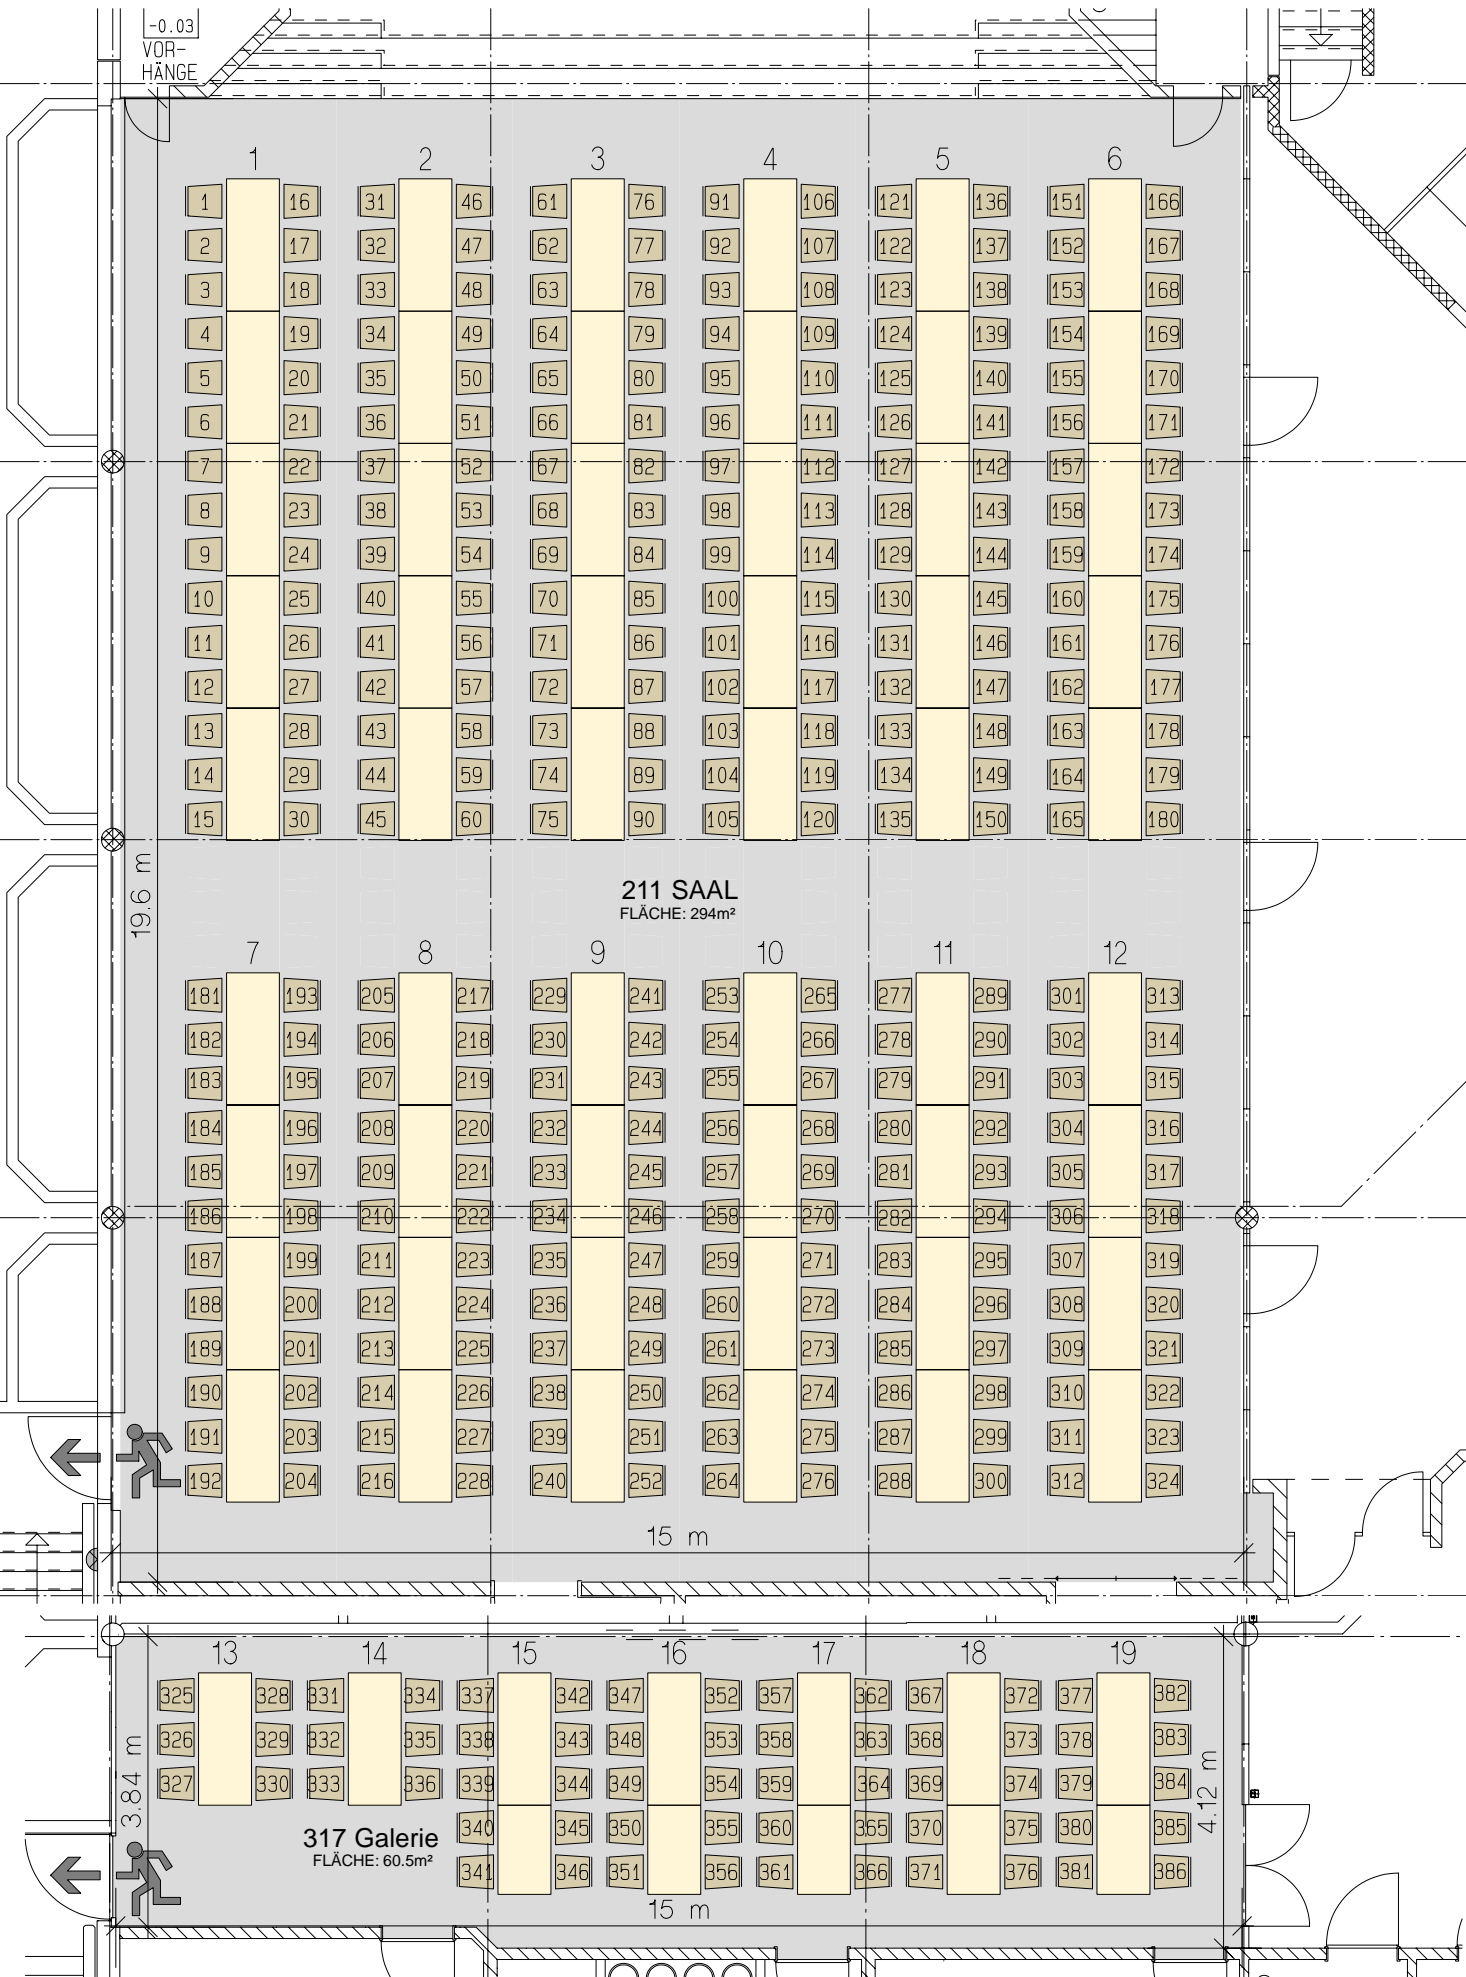 -0.03
VOR-
HÄNGE
1 2 3 4 5 6
1 16 31 46 61 76 91 106 121 136 151 166
2 17 32 47 62 77 92 107 122 137 152 167
3 18 33 48 63 78 93 108 123 138 153 168
4 19 34 49 64 79 94 109 124 139 154 169
5 20 35 50 65 80 95 110 125 140 155 170
6 21 36 51 66 81 96 111 126 141 156 171
7 22 37 52 67 82 97 112 127 142 157 172
8 23 38 53 68 83 98 113 128 143 158 173
9 24 39 54 69 84 99 114 129 144 159 174
10 25 40 55 70 85 100 115 130 145 160 175
11 26 41 56 71 86 101 116 131 146 161 176
12 27 42 57 72 87 102 117 132 147 162 177
13 28 43 58 73 88 103 118 133 148 163 178
14 29 44 59 74 89 104 119 134 149 164 179
15 30 45 60 75 90 105 120 135 150 165 180
19.6 m
211 SAAL
FLÄCHE: 294m²
7 8 9 10 11 12
181 193 205 217 229 241 253 265 277 289 301 313
182 194 206 218 230 242 254 266 278 290 302 314
183 195 207 219 231 243 255 267 279 291 303 315
184 196 208 220 232 244 256 268 280 292 304 316
185 197 209 221 233 245 257 269 281 293 305 317
186 198 210 222 234 246 258 270 282 294 306 318
187 199 211 223 235 247 259 271 283 295 307 319
188 200 212 224 236 248 260 272 284 296 308 320
189 201 213 225 237 249 261 273 285 297 309 321
190 202 214 226 238 250 262 274 286 298 310 322
191 203 215 227 239 251 263 275 287 299 311 323
192 204 216 228 240 252 264 276 288 300 312 324
15 m
13 14 15 16 17 18 19
325 328 331 334 337 342 347 352 357 362 367 372 377 382
326 329 332 335 338 343 348 353 358 363 368 373 378 383
327 330 333 336 339 344 349 354 359 364 369 374 379 384
3.84 m
4.12 m
340 345 350 355 360 365 370 375 380 385
317 Galerie
FLÄCHE: 60.5m²
341 346 351 356 361 366 371 376 381 386
15 m